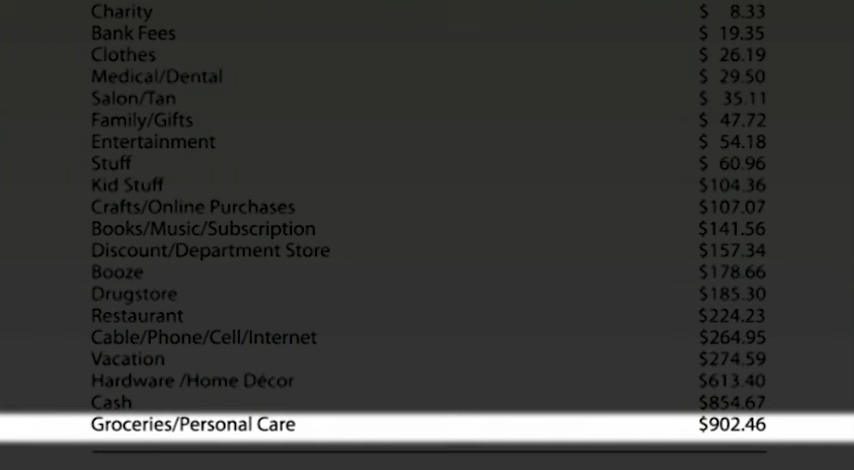 Charity $ 8.33
Bank Fees $ 19.35
Clothes $ 26.19
Medical/Dental $ 29.50
Salon/Tan $ 35.11
Family/Gifts $ 47.72
Entertainment $ 54.18
Stuff $ 60.96
Kid Stuff $104.36
Crafts/Online Purchases $107.07
Books/Music/Subscription $141.56
Discount/Department Store $157.34
Booze $178.66
Drugstore $185.30
Restaurant $224.23
Cable/Phone/Cell/Internet $264.95
Vacation $274.59
Hardware /Home Décor $613.40
Cash $854.67
Groceries/Personal Care $902.46